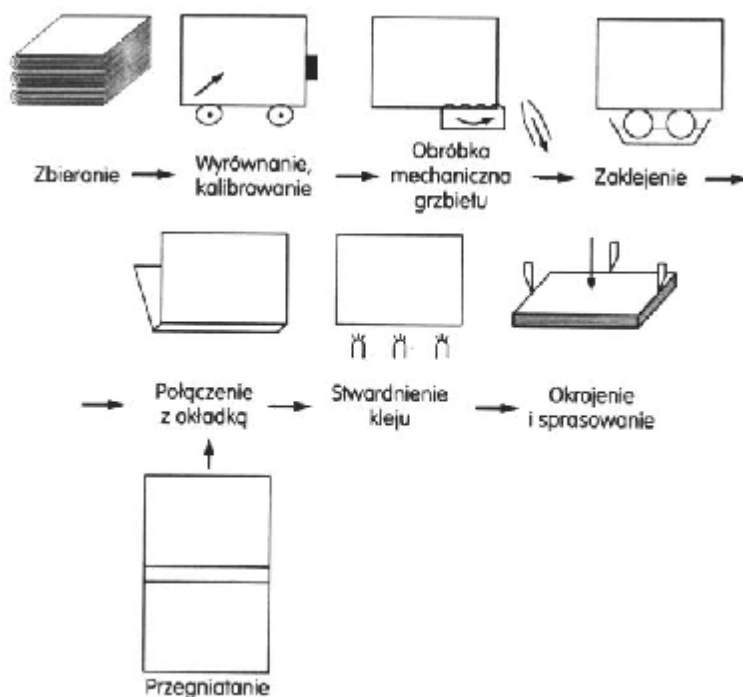 Zbieranie
Wyrównanie,
kalibrowanie
Obróbka
mechaniczna
grzbietu
Zaklejenie
Połączenie
z okładką
Stwardnienie
kleju
Okrojenie
i sprasowanie
Przegniatanie